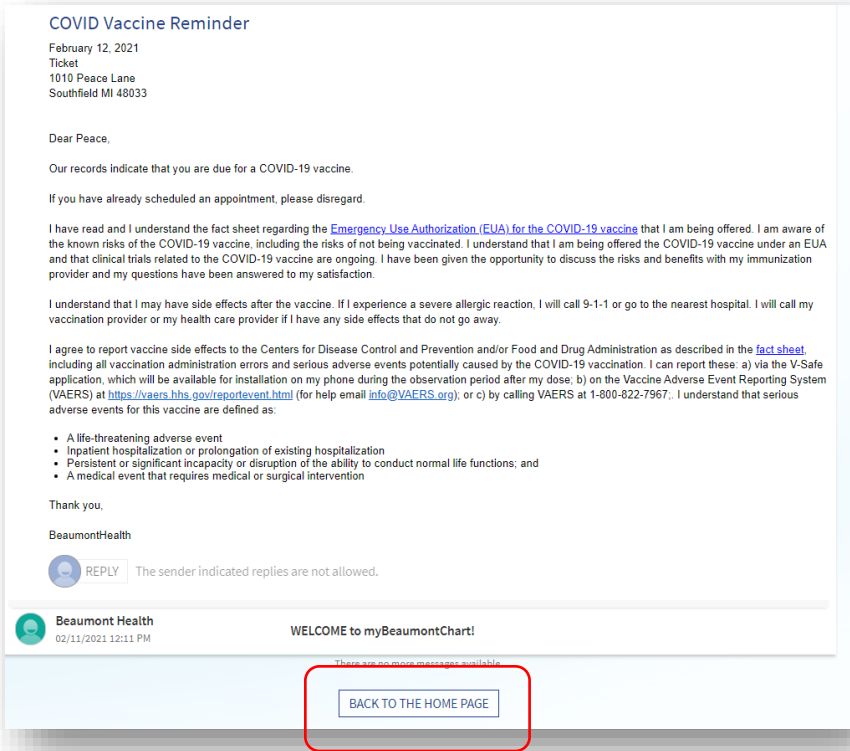 COVID Vaccine Reminder
February 12, 2021
Ticket
1010 Peace Lane
Southfield MI 48033
Dear Peace,
Our records indicate that you are due for a COVID-19 vaccine.
If you have already scheduled an appointment, please disregard.
I have read and I understand the fact sheet regarding the Emergency Use Authorization (EUA) for the COVID-19 vaccine that I am being offered. I am aware of
the known risks of the COVID-19 vaccine, including the risks of not being vaccinated. I understand that I am being offered the COVID-19 vaccine under an EUA
and that clinical trials related to the COVID-19 vaccine are ongoing. I have been given the opportunity to discuss the risks and benefits with my immunization
provider and my questions have been answered to my satisfaction.
I understand that I may have side effects after the vaccine. If I experience a severe allergic reaction, I will call 9-1-1 or go to the nearest hospital. I will call my
vaccination provider or my health care provider if I have any side effects that do not go away.
I agree to report vaccine side effects to the Centers for Disease Control and Prevention and/or Food and Drug Administration as described in the fact sheet,
including all vaccination administration errors and serious adverse events potentially caused by the COVID-19 vaccination. I can report these: a) via the V-Safe
application, which will be available for installation on my phone during the observation period after my dose; b) on the Vaccine Adverse Event Reporting System
(VAERS) at https://vaers.hhs.gov/reportevent.html (for help email info@VAERS.org); or c) by calling VAERS at 1-800-822-7967;. I understand that serious
adverse events for this vaccine are defined as:
• A life-threatening adverse event
• Inpatient hospitalization or prolongation of existing hospitalization
• Persistent or significant incapacity or disruption of the ability to conduct normal life functions; and
• A medical event that requires medical or surgical intervention
Thank you,
BeaumontHealth
REPLY The sender indicated replies are not allowed.
Beaumont Health
02/11/2021 12:11 PM
WELCOME to myBeaumontChart!
There are no more messages available
BACK TO THE HOME PAGE